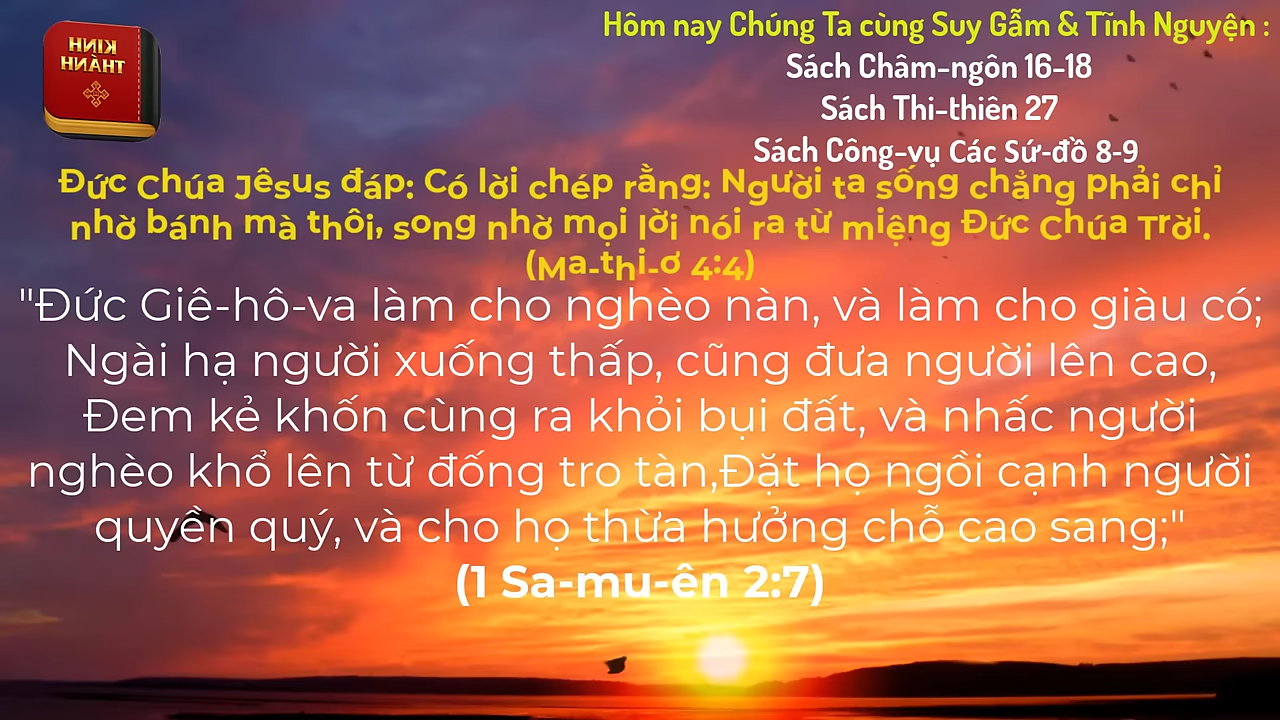 KINH
THÁNH
Hôm nay Chúng Ta cùng Suy Gẫm & Tĩnh Nguyện :
Sách Châm-ngôn 16-18
Sách Thi-thiên 27
Sách Công-vụ Các Sứ-đồ 8-9
Đức Chúa Jêsus đáp: Có lời chép rằng: Người ta sống chẳng phải chỉ
nhờ bánh mà thôi, song nhờ mọi lời nói ra từ miệng Đức Chúa Trời.
(Ma-thi-ơ 4:4)
"Đức Giê-hô-va làm cho nghèo nàn, và làm cho giàu có;
Ngài hạ người xuống thấp, cũng đưa người lên cao,
Đem kẻ khốn cùng ra khỏi bụi đất, và nhấc người
nghèo khổ lên từ đống tro tàn,Đặt họ ngồi cạnh người
quyền quý, và cho họ thừa hưởng chỗ cao sang;"
(1 Sa-mu-ên 2:7)